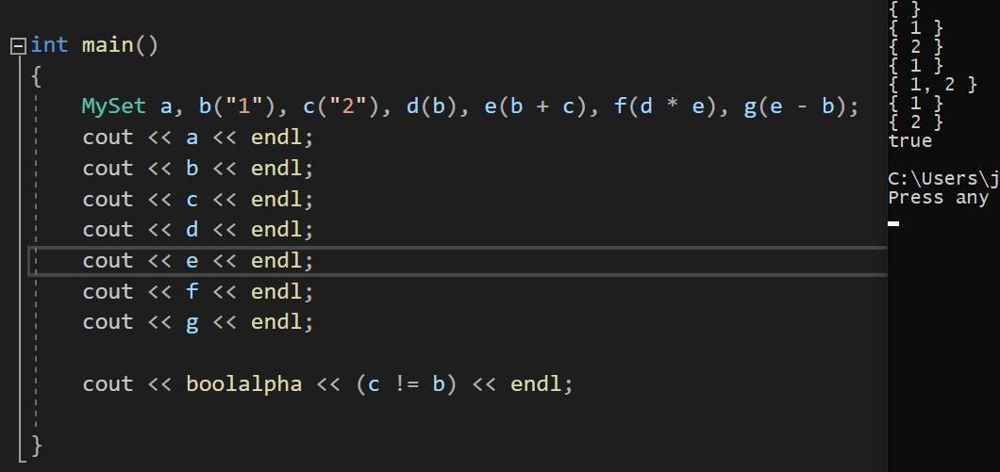 int main()
{
MySet a, b("1"), c("2"), d(b), e(b + c), f(d * e), g(e - b);
cout << a << endl;
cout << b << endl;
cout << c << endl;
cout << d << endl;
cout << e << endl;
cout << f << endl;
cout << g << endl;
cout << boolalpha << (c != b) << endl;
}
{ }
{ 1 }
{ 2 }
{ 1 }
{ 1, 2 }
{ 1 }
{ 2 }
true
C:\Users\j
Press any